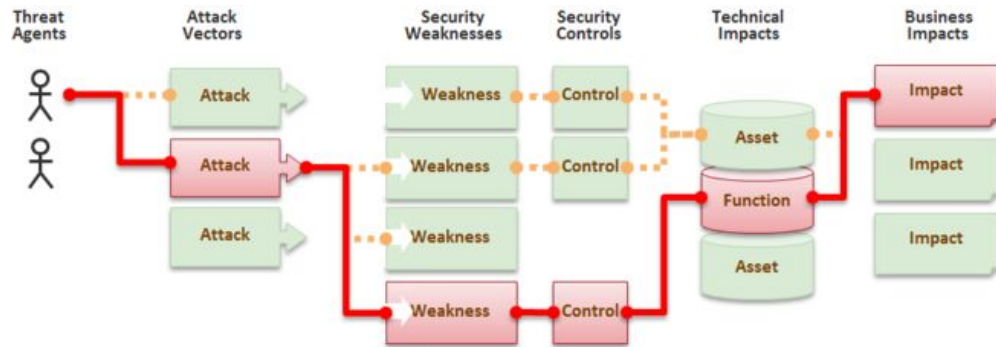 Threat
Agents
Attack
Vectors
Security
Weaknesses
Security
Controls
Technical
Impacts
Business
Impacts
Attack
Weakness
Control
Impact
Asset
Attack
Weakness
Control
Impact
Function
Attack
Weakness
Impact
Asset
Weakness
Control